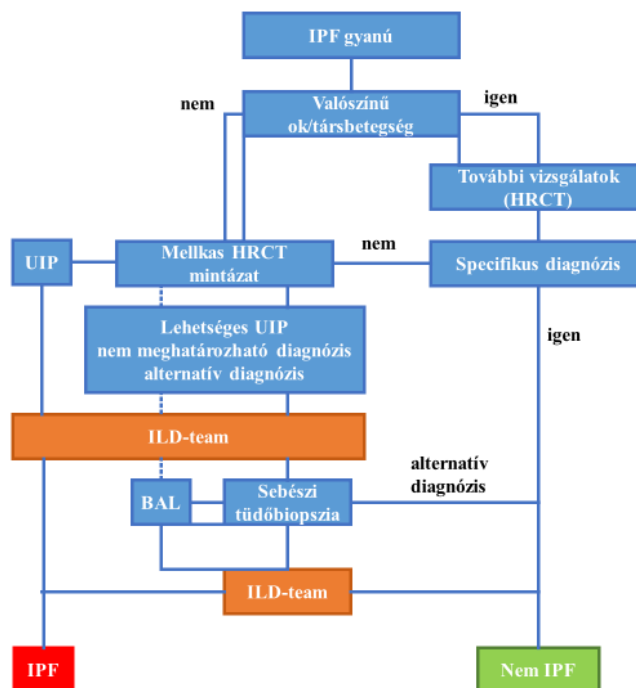 IPF gyanú
nem
igen
Valószínű
ok/társbetegség
További vizsgálatok
(HRCT)
UIP
Mellkas HRCT
mintázat
nem
Specifikus diagnózis
Lehetséges UIP
nem meghatározható diagnózis
alternatív diagnózis
igen
ILD-team
alternatív
diagnózis
BAL
Sebészi
tüdőbiopszia
ILD-team
IPF
Nem IPF